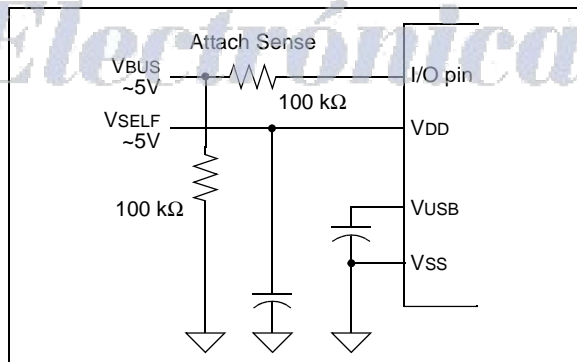 Electrónica
Attach Sense
VBUS
~5V
I/O pin
100 kΩ
VSELF
~5V
VDD
100 kΩ
VUSB
VSS